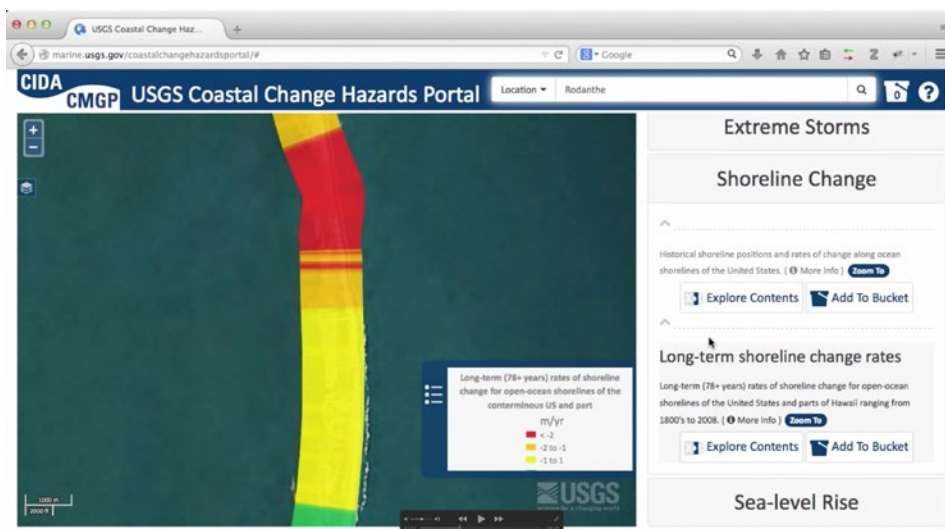 USGS Coastal Change Haz...
marine.usgs.gov/coastalchangehazardsportal/#
Google
CIDA
CMGP
USGS Coastal Change Hazards Portal
Location
Rodanthe
0
?
+
−
Extreme Storms
Shoreline Change
Historical shoreline positions and rates of change along ocean
shorelines of the United States. ( More Info ) Zoom To
Explore Contents
Add To Bucket
Long-term shoreline change rates
Long-term (78+ years) rates of shoreline change for open-ocean
shorelines of the United States and parts of Hawaii ranging from
1800's to 2008. ( More Info ) Zoom To
Explore Contents
Add To Bucket
Sea-level Rise
Long-term (78+ years) rates of shoreline
change for open-ocean shorelines of the
conterminous US and part
m/yr
< -2
-2 to -1
-1 to 1
USGS
science for a changing world
1000 m
2000 ft